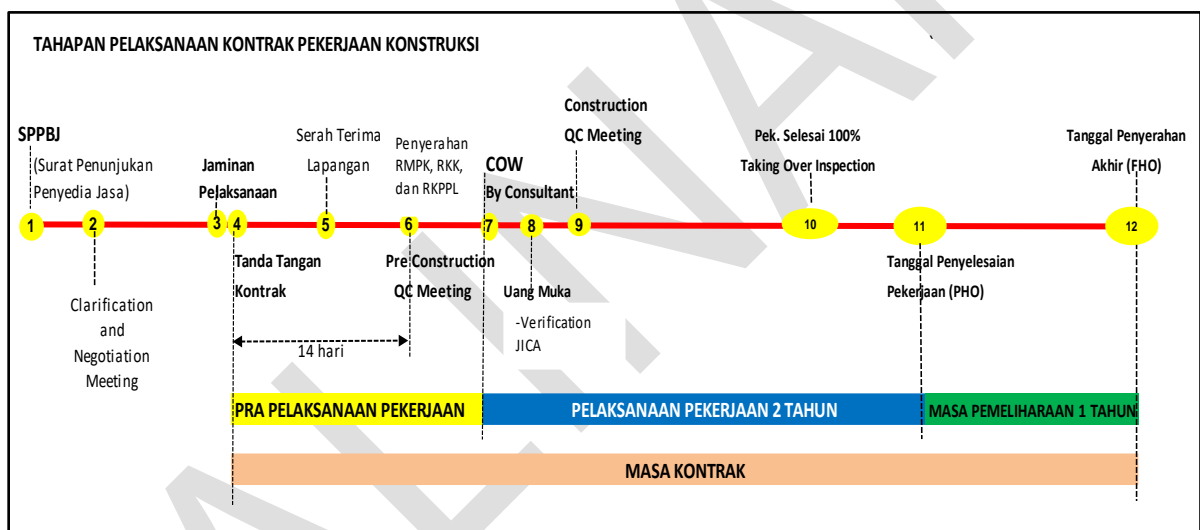 TAHAPAN PELAKSANAAN KONTRAK PEKERJAAN KONSTRUKSI
SPPBJ
(Surat Penunjukan
Penyedia Jasa)
Jaminan
Pelaksanaan
Serah Terima
Lapangan
Penyerahan
RMPK, RKK,
dan RKPPL
COW
By Consultant
Construction
QC Meeting
Pek. Selesai 100%
Taking Over Inspection
Tanggal Penyerahan
Akhir (FHO)
1
2
3
4
5
6
7
8
9
10
11
12
Clarification
and
Negotiation
Meeting
Tanda Tangan
Kontrak
Pre Construction
QC Meeting
Uang Muka
-Verification
JICA
Tanggal Penyelesaian
Pekerjaan (PHO)
14 hari
PRA PELAKSANAAN PEKERJAAN
PELAKSANAAN PEKERJAAN 2 TAHUN
MASA PEMELIHARAAN 1 TAHUN
MASA KONTRAK